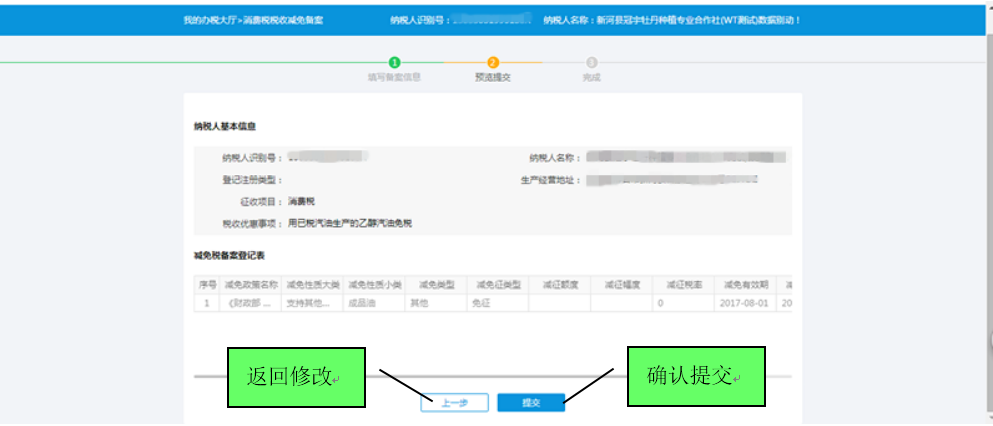 我的办税大厅>消费税税收减免备案 纳税人识别号： 纳税人名称：新河县冠宇牡丹种植专业合作社(WT测试)数据别动！
1 2 3
填写备案信息 预览提交 完成
纳税人基本信息
纳税人识别号： 纳税人名称：
登记注册类型： 生产经营地址：
征收项目： 消费税
税收优惠事项： 用已税汽油生产的乙醇汽油免税
减免税备案登记表
序号 减免政策名称 减免性质大类 减免性质小类 减免类型 减免征类型 减征额度 减征幅度 减征税率 减免有效期 减
1 《财政部 ... 支持其他... 成品油 其他 免征 0 2017-08-01 20
返回修改 确认提交
上一步 提交